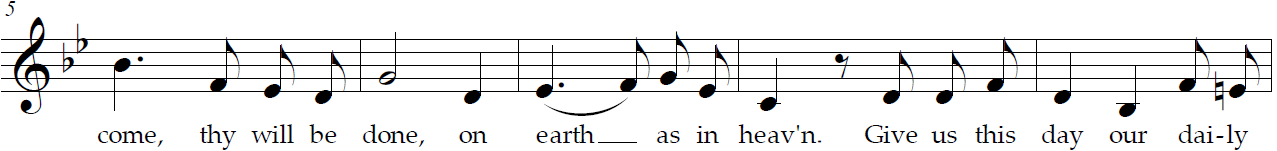 5
come, thy will be done, on earth as in heav'n. Give us this day our dai-ly